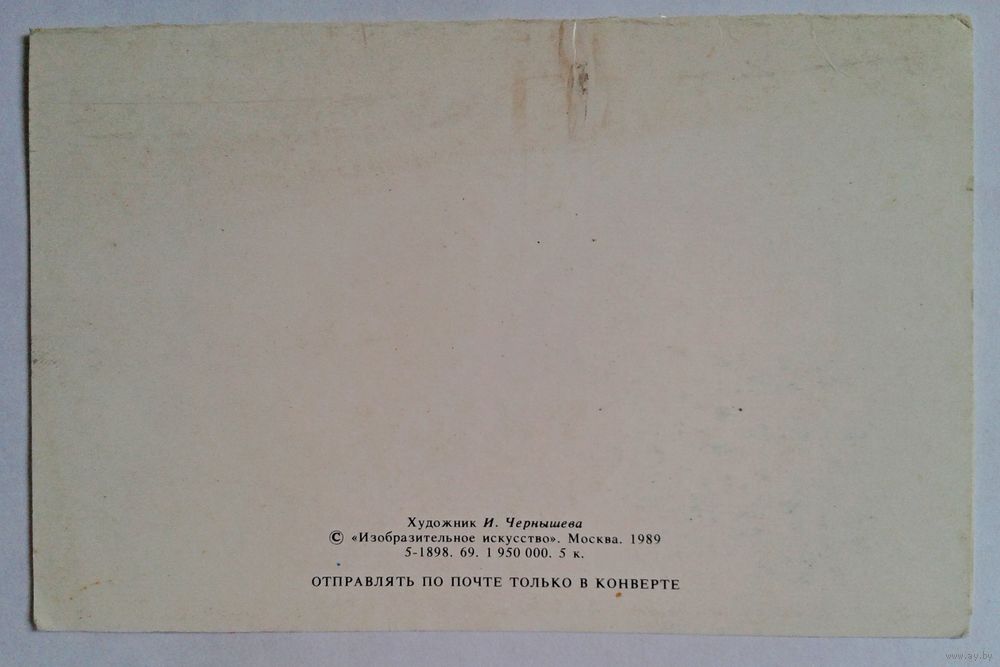 Художник И. Чернышева
© «Изобразительное искусство». Москва. 1989
5-1898. 69. 1 950 000. 5 к.
ОТПРАВЛЯТЬ ПО ПОЧТЕ ТОЛЬКО В КОНВЕРТЕ
www.ay.by